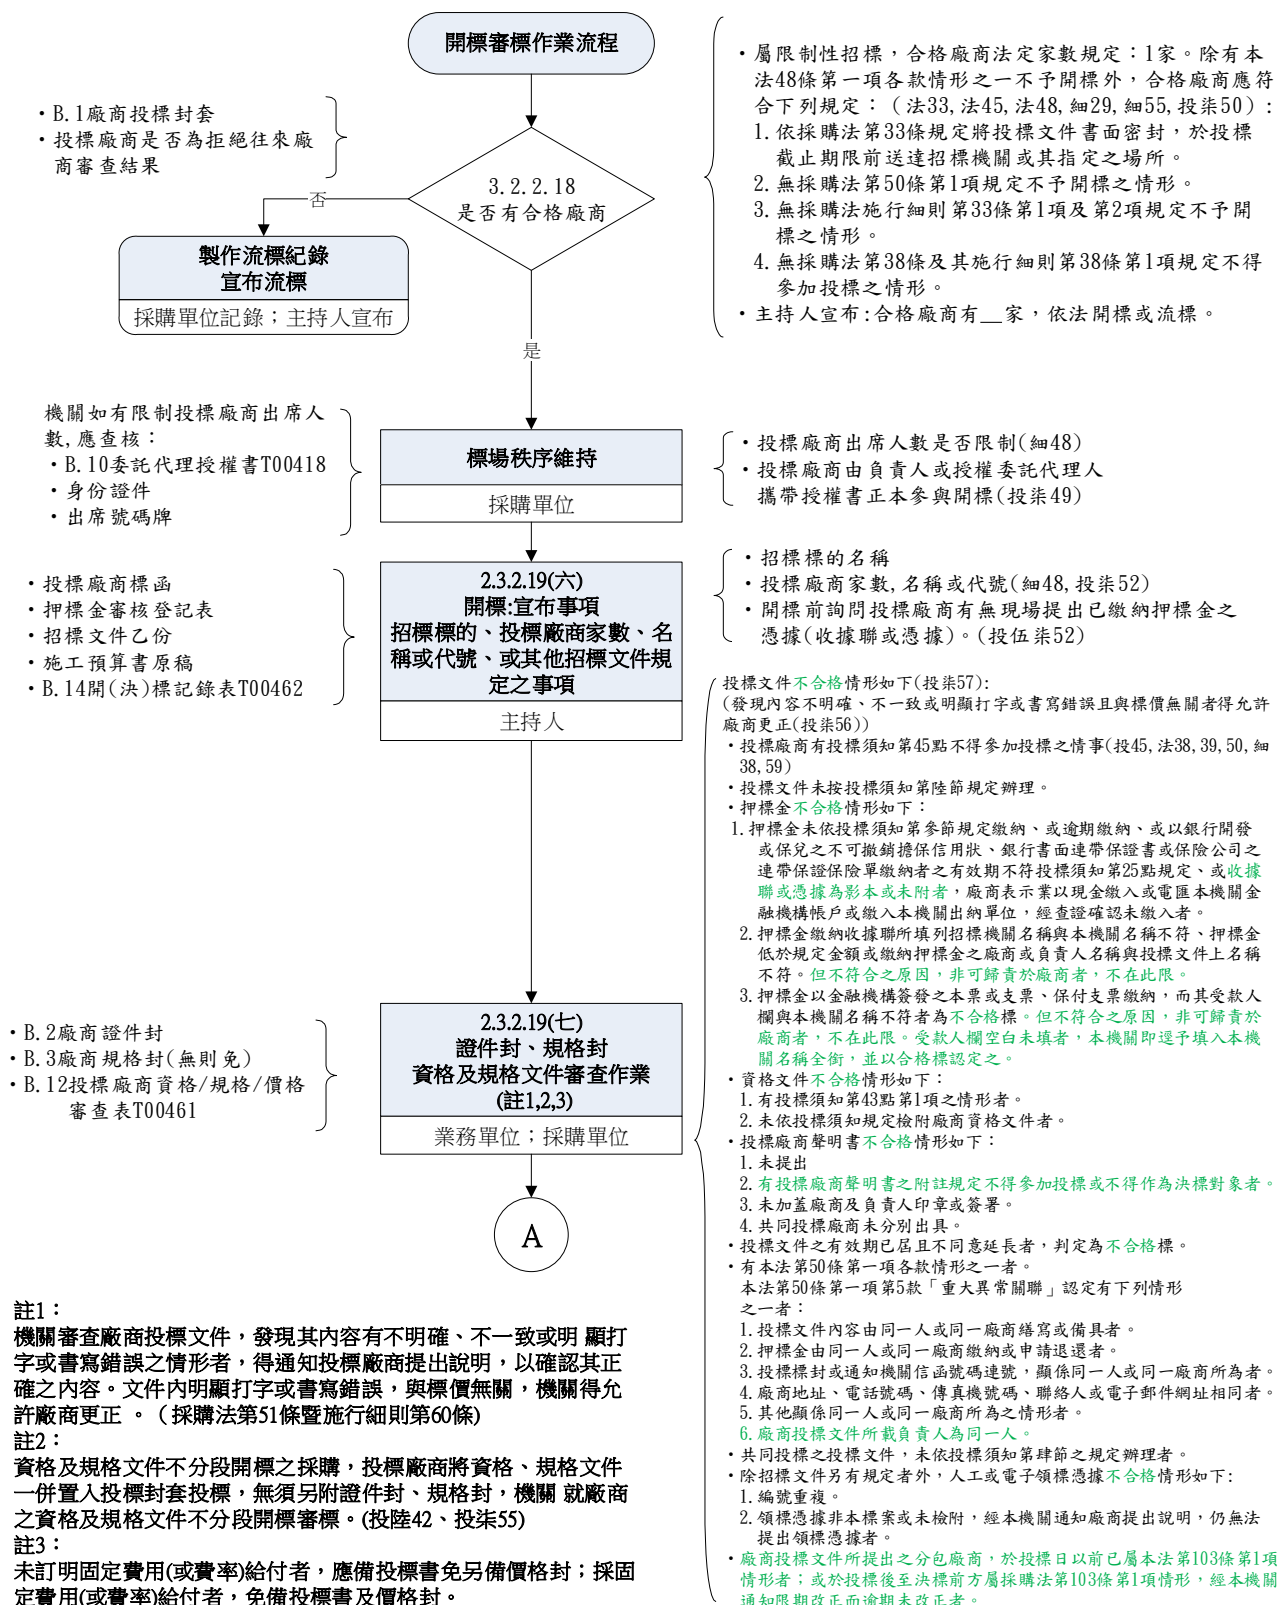 開標審標作業流程
・B.1廠商投標封套
・投標廠商是否為拒絕往來廠
商審查結果
3.2.2.18
是否有合格廠商
否
製作流標紀錄
宣布流標
採購單位記錄；主持人宣布
是
・屬限制性招標，合格廠商法定家數規定：1家。除有本
法48條第一項各款情形之一不予開標外，合格廠商應符
合下列規定：（法33,法45,法48,細29,細55,投柒50）:
1.依採購法第33條規定將投標文件書面密封，於投標
截止期限前送達招標機關或其指定之場所。
2.無採購法第50條第1項規定不予開標之情形。
3.無採購法施行細則第33條第1項及第2項規定不予開
標之情形。
4.無採購法第38條及其施行細則第38條第1項規定不得
參加投標之情形。
・主持人宣布:合格廠商有__家，依法開標或流標。
機關如有限制投標廠商出席人
數,應查核：
・B.10委託代理授權書T00418
・身份證件
・出席號碼牌
標場秩序維持
採購單位
・投標廠商出席人數是否限制(細48)
・投標廠商由負責人或授權委託代理人
攜帶授權書正本參與開標(投柒49)
・投標廠商標函
・押標金審核登記表
・招標文件乙份
・施工預算書原稿
・B.14開(決)標記錄表T00462
2.3.2.19(六)
開標:宣布事項
招標標的、投標廠商家數、名
稱或代號、或其他招標文件規
定之事項
主持人
・招標標的名稱
・投標廠商家數,名稱或代號(細48,投柒52)
・開標前詢問投標廠商有無現場提出已繳納押標金之
憑據(收據聯或憑據)。(投伍柒52)
・B.2廠商證件封
・B.3廠商規格封(無則免)
・B.12投標廠商資格/規格/價格
審查表T00461
2.3.2.19(七)
證件封、規格封
資格及規格文件審查作業
(註1,2,3)
業務單位；採購單位
A
投標文件不合格情形如下(投柒57):
(發現內容不明確、不一致或明顯打字或書寫錯誤且與標價無關者得允許
廠商更正(投柒56))
・投標廠商有投標須知第45點不得參加投標之情事(投45,法38,39,50,細
38,59)
・投標文件未按投標須知第陸節規定辦理。
・押標金不合格情形如下：
1.押標金未依投標須知第參節規定繳納、或逾期繳納、或以銀行開發
或保兌之不可撤銷擔保信用狀、銀行書面連帶保證書或保險公司之
連帶保證保險單繳納者之有效期不符投標須知第25點規定、或收據
聯或憑據為影本或未附者，廠商表示業以現金繳入或電匯本機關金
融機構帳戶或繳入本機關出納單位，經查證確認未繳入者。
2.押標金繳納收據聯所填列招標機關名稱與本機關名稱不符、押標金
低於規定金額或繳納押標金之廠商或負責人名稱與投標文件上名稱
不符。但不符合之原因，非可歸責於廠商者，不在此限。
3.押標金以金融機構簽發之本票或支票、保付支票繳納，而其受款人
欄與本機關名稱不符者為不合格標。但不符合之原因，非可歸責於
廠商者，不在此限。受款人欄空白未填者，本機關即逕予填入本機
關名稱全銜，並以合格標認定之。
・資格文件不合格情形如下：
1.有投標須知第43點第1項之情形者。
2.未依投標須知規定檢附廠商資格文件者。
・投標廠商聲明書不合格情形如下：
1.未提出
2.有投標廠商聲明書之附註規定不得參加投標或不得作為決標對象者。
3.未加蓋廠商及負責人印章或簽署。
4.共同投標廠商未分別出具。
・投標文件之有效期已屆且不同意延長者，判定為不合格標。
・有本法第50條第一項各款情形之一者。
本法第50條第一項第5款「重大異常關聯」認定有下列情形
之一者：
1.投標文件內容由同一人或同一廠商繕寫或備具者。
2.押標金由同一人或同一廠商繳納或申請退還者。
3.投標標封或通知機關信函號碼連號，顯係同一人或同一廠商所為者。
4.廠商地址、電話號碼、傳真機號碼、聯絡人或電子郵件網址相同者。
5.其他顯係同一人或同一廠商所為之情形者。
6.廠商投標文件所載負責人為同一人。
・共同投標之投標文件，未依投標須知第肆節之規定辦理者。
・除招標文件另有規定者外，人工或電子領標憑據不合格情形如下:
1.編號重複。
2.領標憑據非本標案或未檢附，經本機關通知廠商提出說明，仍無法
提出領標憑據者。
・廠商投標文件所提出之分包廠商，於投標日以前已屬本法第103條第1項
情形者；或於投標後至決標前方屬採購法第103條第1項情形，經本機關
通知限期改正而逾期未改正者。
註1：
機關審查廠商投標文件，發現其內容有不明確、不一致或明 顯打
字或書寫錯誤之情形者，得通知投標廠商提出說明，以確認其正
確之內容。文件內明顯打字或書寫錯誤，與標價無關，機關得允
許廠商更正 。（ 採購法第51條暨施行細則第60條)
註2：
資格及規格文件不分段開標之採購，投標廠商將資格、規格文件
一併置入投標封套投標，無須另附證件封、規格封，機關 就廠商
之資格及規格文件不分段開標審標。(投陸42、投柒55)
註3：
未訂明固定費用(或費率)給付者，應備投標書免另備價格封；採固
定費用(或費率)給付者，免備投標書及價格封。